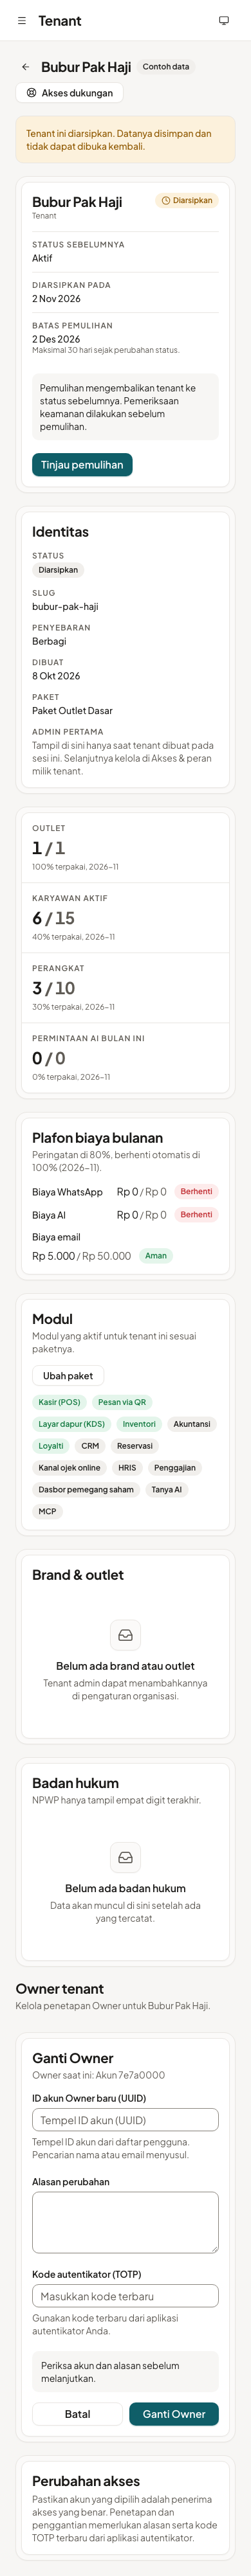 Tenant
Bubur Pak Haji
Contoh data
Akses dukungan
Tenant ini diarsipkan. Datanya disimpan dan
tidak dapat dibuka kembali.
Bubur Pak Haji
Diarsipkan
Tenant
STATUS SEBELUMNYA
Aktif
DIARSIPKAN PADA
2 Nov 2026
BATAS PEMULIHAN
2 Des 2026
Maksimal 30 hari sejak perubahan status.
Pemulihan mengembalikan tenant ke
status sebelumnya. Pemeriksaan
keamanan dilakukan sebelum
pemulihan.
Tinjau pemulihan
Identitas
STATUS
Diarsipkan
SLUG
bubur-pak-haji
PENYEBARAN
Berbagi
DIBUAT
8 Okt 2026
PAKET
Paket Outlet Dasar
ADMIN PERTAMA
Tampil di sini hanya saat tenant dibuat pada
sesi ini. Selanjutnya kelola di Akses & peran
milik tenant.
OUTLET
1 / 1
100% terpakai, 2026-11
KARYAWAN AKTIF
6 / 15
40% terpakai, 2026-11
PERANGKAT
3 / 10
30% terpakai, 2026-11
PERMINTAAN AI BULAN INI
0 / 0
0% terpakai, 2026-11
Plafon biaya bulanan
Peringatan di 80%, berhenti otomatis di
100% (2026-11).
Biaya WhatsApp Rp 0 / Rp 0 Berhenti
Biaya AI Rp 0 / Rp 0 Berhenti
Biaya email
Rp 5.000 / Rp 50.000 Aman
Modul
Modul yang aktif untuk tenant ini sesuai
paketnya.
Ubah paket
Kasir (POS) Pesan via QR
Layar dapur (KDS) Inventori Akuntansi
Loyalti CRM Reservasi
Kanal ojek online HRIS Penggajian
Dasbor pemegang saham Tanya AI
MCP
Brand & outlet
Belum ada brand atau outlet
Tenant admin dapat menambahkannya
di pengaturan organisasi.
Badan hukum
NPWP hanya tampil empat digit terakhir.
Belum ada badan hukum
Data akan muncul di sini setelah ada
yang tercatat.
Owner tenant
Kelola penetapan Owner untuk Bubur Pak Haji.
Ganti Owner
Owner saat ini: Akun 7e7a0000
ID akun Owner baru (UUID)
Tempel ID akun (UUID)
Tempel ID akun dari daftar pengguna.
Pencarian nama atau email menyusul.
Alasan perubahan
Kode autentikator (TOTP)
Masukkan kode terbaru
Gunakan kode terbaru dari aplikasi
autentikator Anda.
Periksa akun dan alasan sebelum
melanjutkan.
Batal Ganti Owner
Perubahan akses
Pastikan akun yang dipilih adalah penerima
akses yang benar. Penetapan dan
penggantian memerlukan alasan serta kode
TOTP terbaru dari aplikasi autentikator.